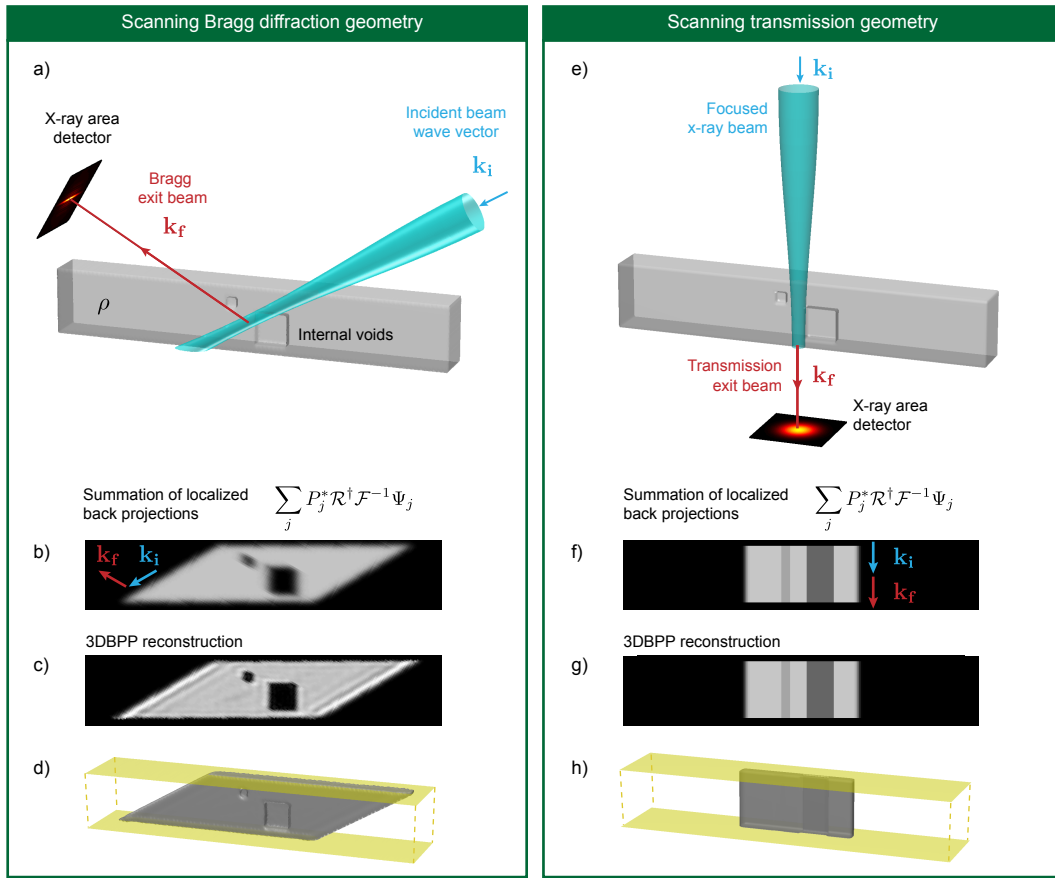 Scanning Bragg diffraction geometry
a)
X-ray area
detector
Bragg
exit beam
k_f
Incident beam
wave vector
k_i
ρ
Internal voids
Summation of localized
back projections
∑_j P_j^* R^† F^{-1} Ψ_j
b)
k_f k_i
3DBPP reconstruction
c)
d)
Scanning transmission geometry
e)
k_i
Focused
x-ray beam
Transmission
exit beam
k_f
X-ray area
detector
Summation of localized
back projections
∑_j P_j^* R^† F^{-1} Ψ_j
f)
k_i
k_f
3DBPP reconstruction
g)
h)